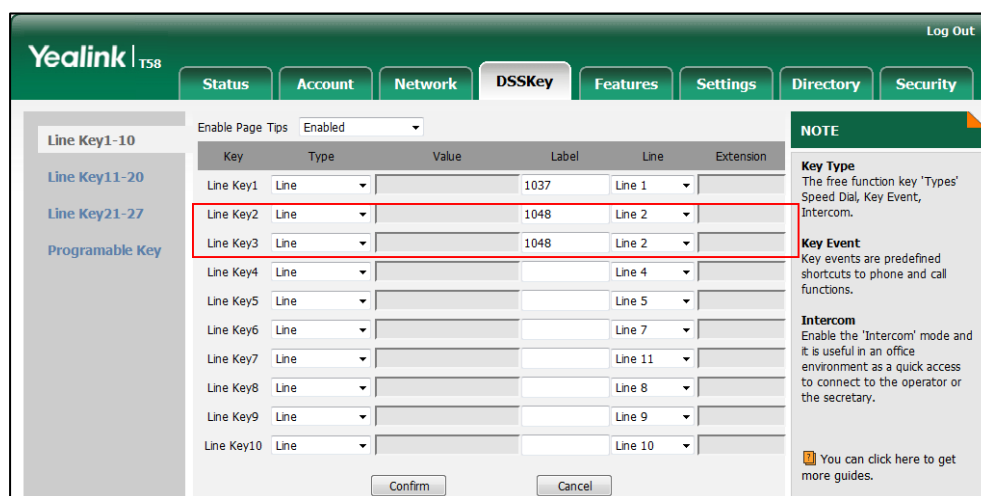 Log Out
Yealink T58
Status Account Network DSSKey Features Settings Directory Security
Line Key1-10
Line Key11-20
Line Key21-27
Programable Key
Enable Page Tips Enabled
Key Type Value Label Line Extension
Line Key1 Line 1037 Line 1
Line Key2 Line 1048 Line 2
Line Key3 Line 1048 Line 2
Line Key4 Line Line 4
Line Key5 Line Line 5
Line Key6 Line Line 7
Line Key7 Line Line 11
Line Key8 Line Line 8
Line Key9 Line Line 9
Line Key10 Line Line 10
Confirm Cancel
NOTE
Key Type
The free function key 'Types'
Speed Dial, Key Event,
Intercom.
Key Event
Key events are predefined
shortcuts to phone and call
functions.
Intercom
Enable the 'Intercom' mode and
it is useful in an office
environment as a quick access
to connect to the operator or
the secretary.
You can click here to get
more guides.